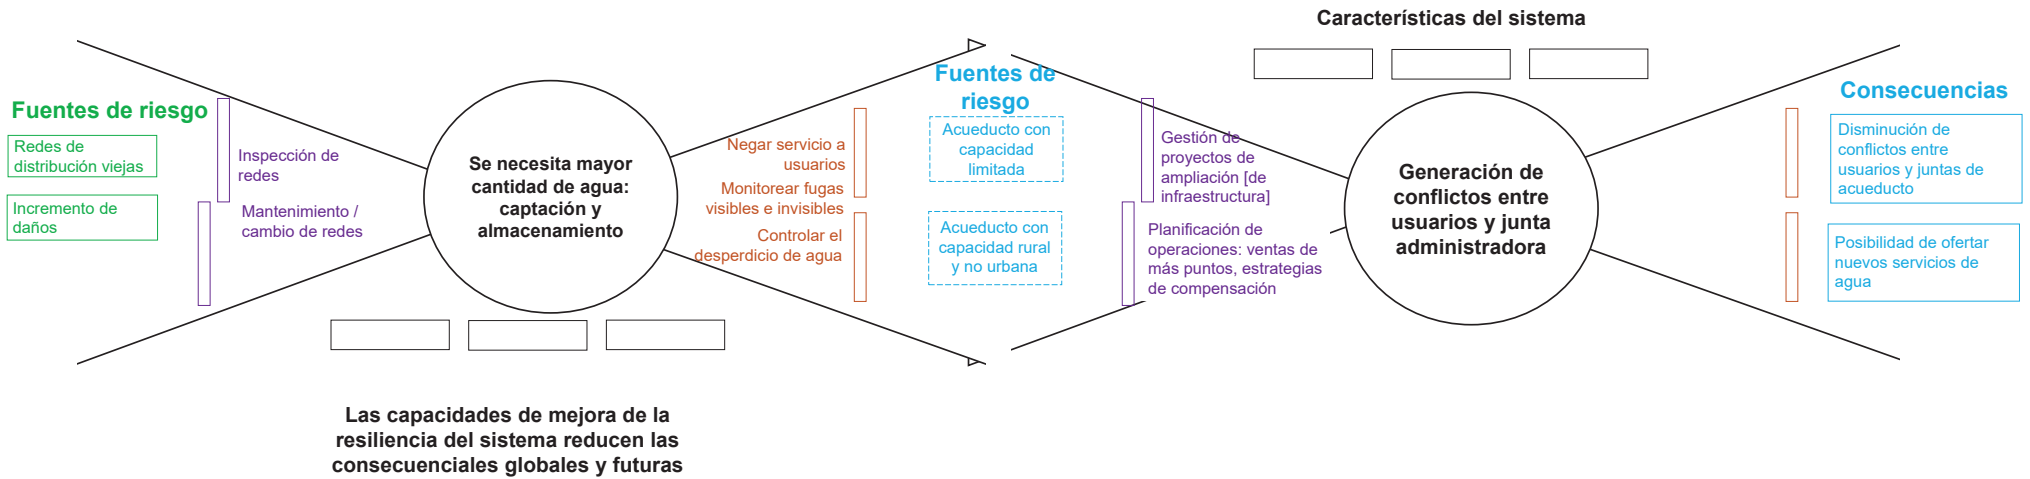 Características del sistema
Fuentes de riesgo
Redes de
distribución viejas
Incremento de
daños
Inspección de
redes
Mantenimiento /
cambio de redes
Se necesita mayor
cantidad de agua:
captación y
almacenamiento
Negar servicio a
usuarios
Monitorear fugas
visibles e invisibles
Controlar el
desperdicio de agua
Fuentes de
riesgo
Acueducto con
capacidad
limitada
Acueducto con
capacidad rural
y no urbana
Gestión de
proyectos de
ampliación [de
infraestructura]
Planificación de
operaciones: ventas de
más puntos, estrategias
de compensación
Generación de
conflictos entre
usuarios y junta
administradora
Consecuencias
Disminución de
conflictos entre
usuarios y juntas de
acueducto
Posibilidad de ofertar
nuevos servicios de
agua
Las capacidades de mejora de la
resiliencia del sistema reducen las
consecuenciales globales y futuras